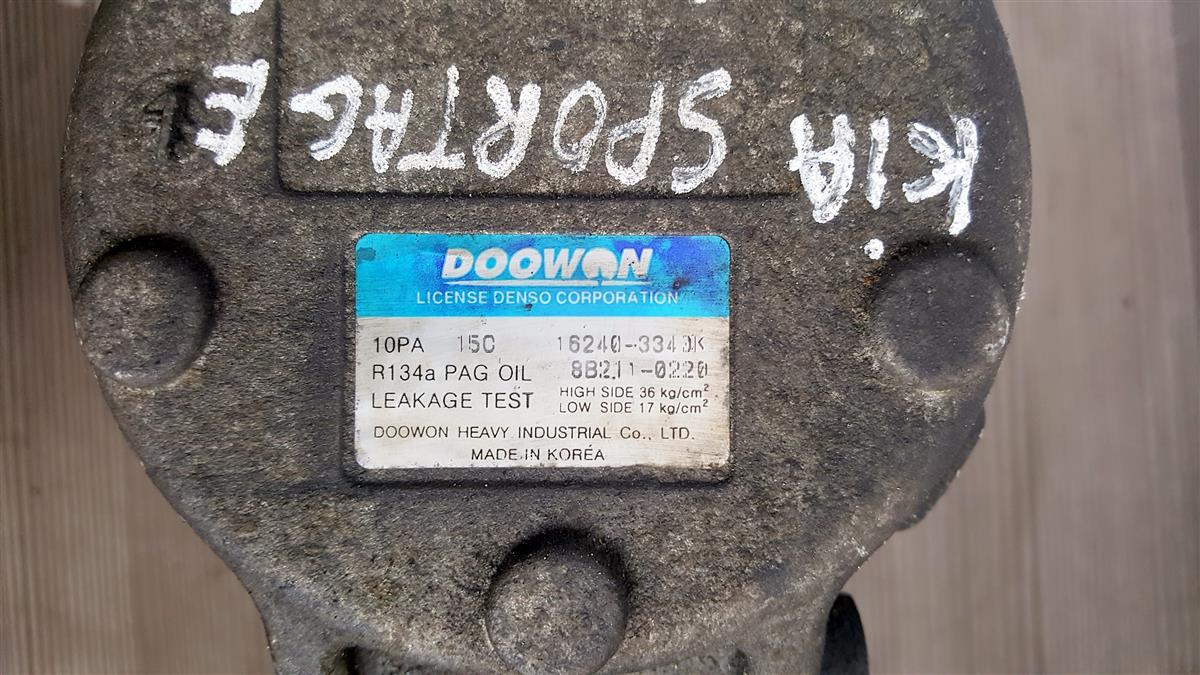 KIA SPORTAGE
DOOWON
LICENSE DENSO CORPORATION
10PA 15C 16240-3340K
R134a PAG OIL 8B211-0220
LEAKAGE TEST HIGH SIDE 36 kg/cm²
LOW SIDE 17 kg/cm²
DOOWON HEAVY INDUSTRIAL Co., LTD.
MADE IN KOREA